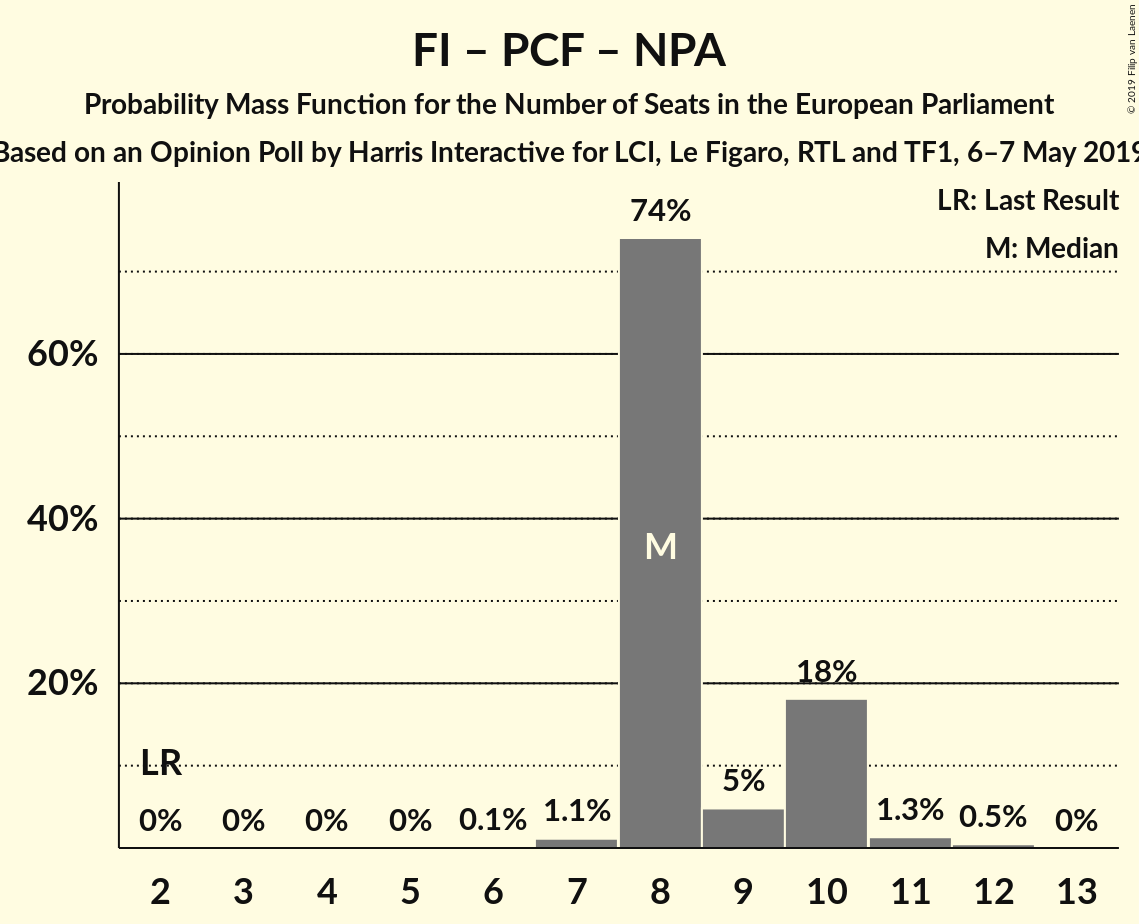 FI – PCF – NPA
Probability Mass Function for the Number of Seats in the European Parliament
Based on an Opinion Poll by Harris Interactive for LCI, Le Figaro, RTL and TF1, 6–7 May 2019
© 2019 Filip van Laenen
LR: Last Result
M: Median
74%
60%
40%
M
20%
18%
LR
5%
0%
0%
0%
0%
0.1%
1.1%
1.3%
0.5%
0%
2 3 4 5 6 7 8 9 10 11 12 13